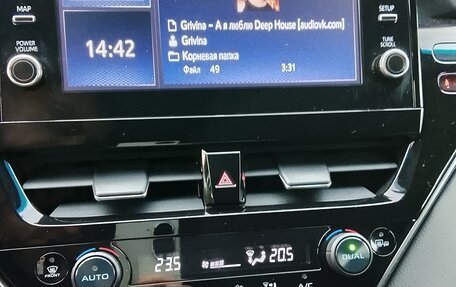 MAP
SETUP
POWER
VOLUME
TUNE
SCROLL
14:42
Grivina – А я люблю Deep House [audiovk.com]
Grivina
Корневая папка
Файл 49 3:31
FRONT
AUTO
23.5
20.5
DUAL
A/C